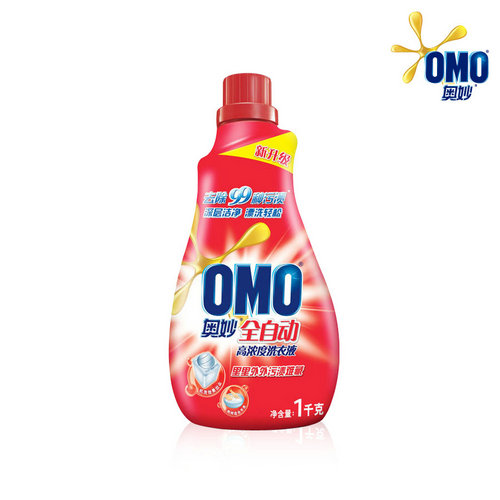 OMO
奥妙
新升级
去除99种污渍
深层洁净 漂洗轻松
OMO
奥妙 全自动
高浓度洗衣液
里里外外污渍斑碱
净含量:1千克